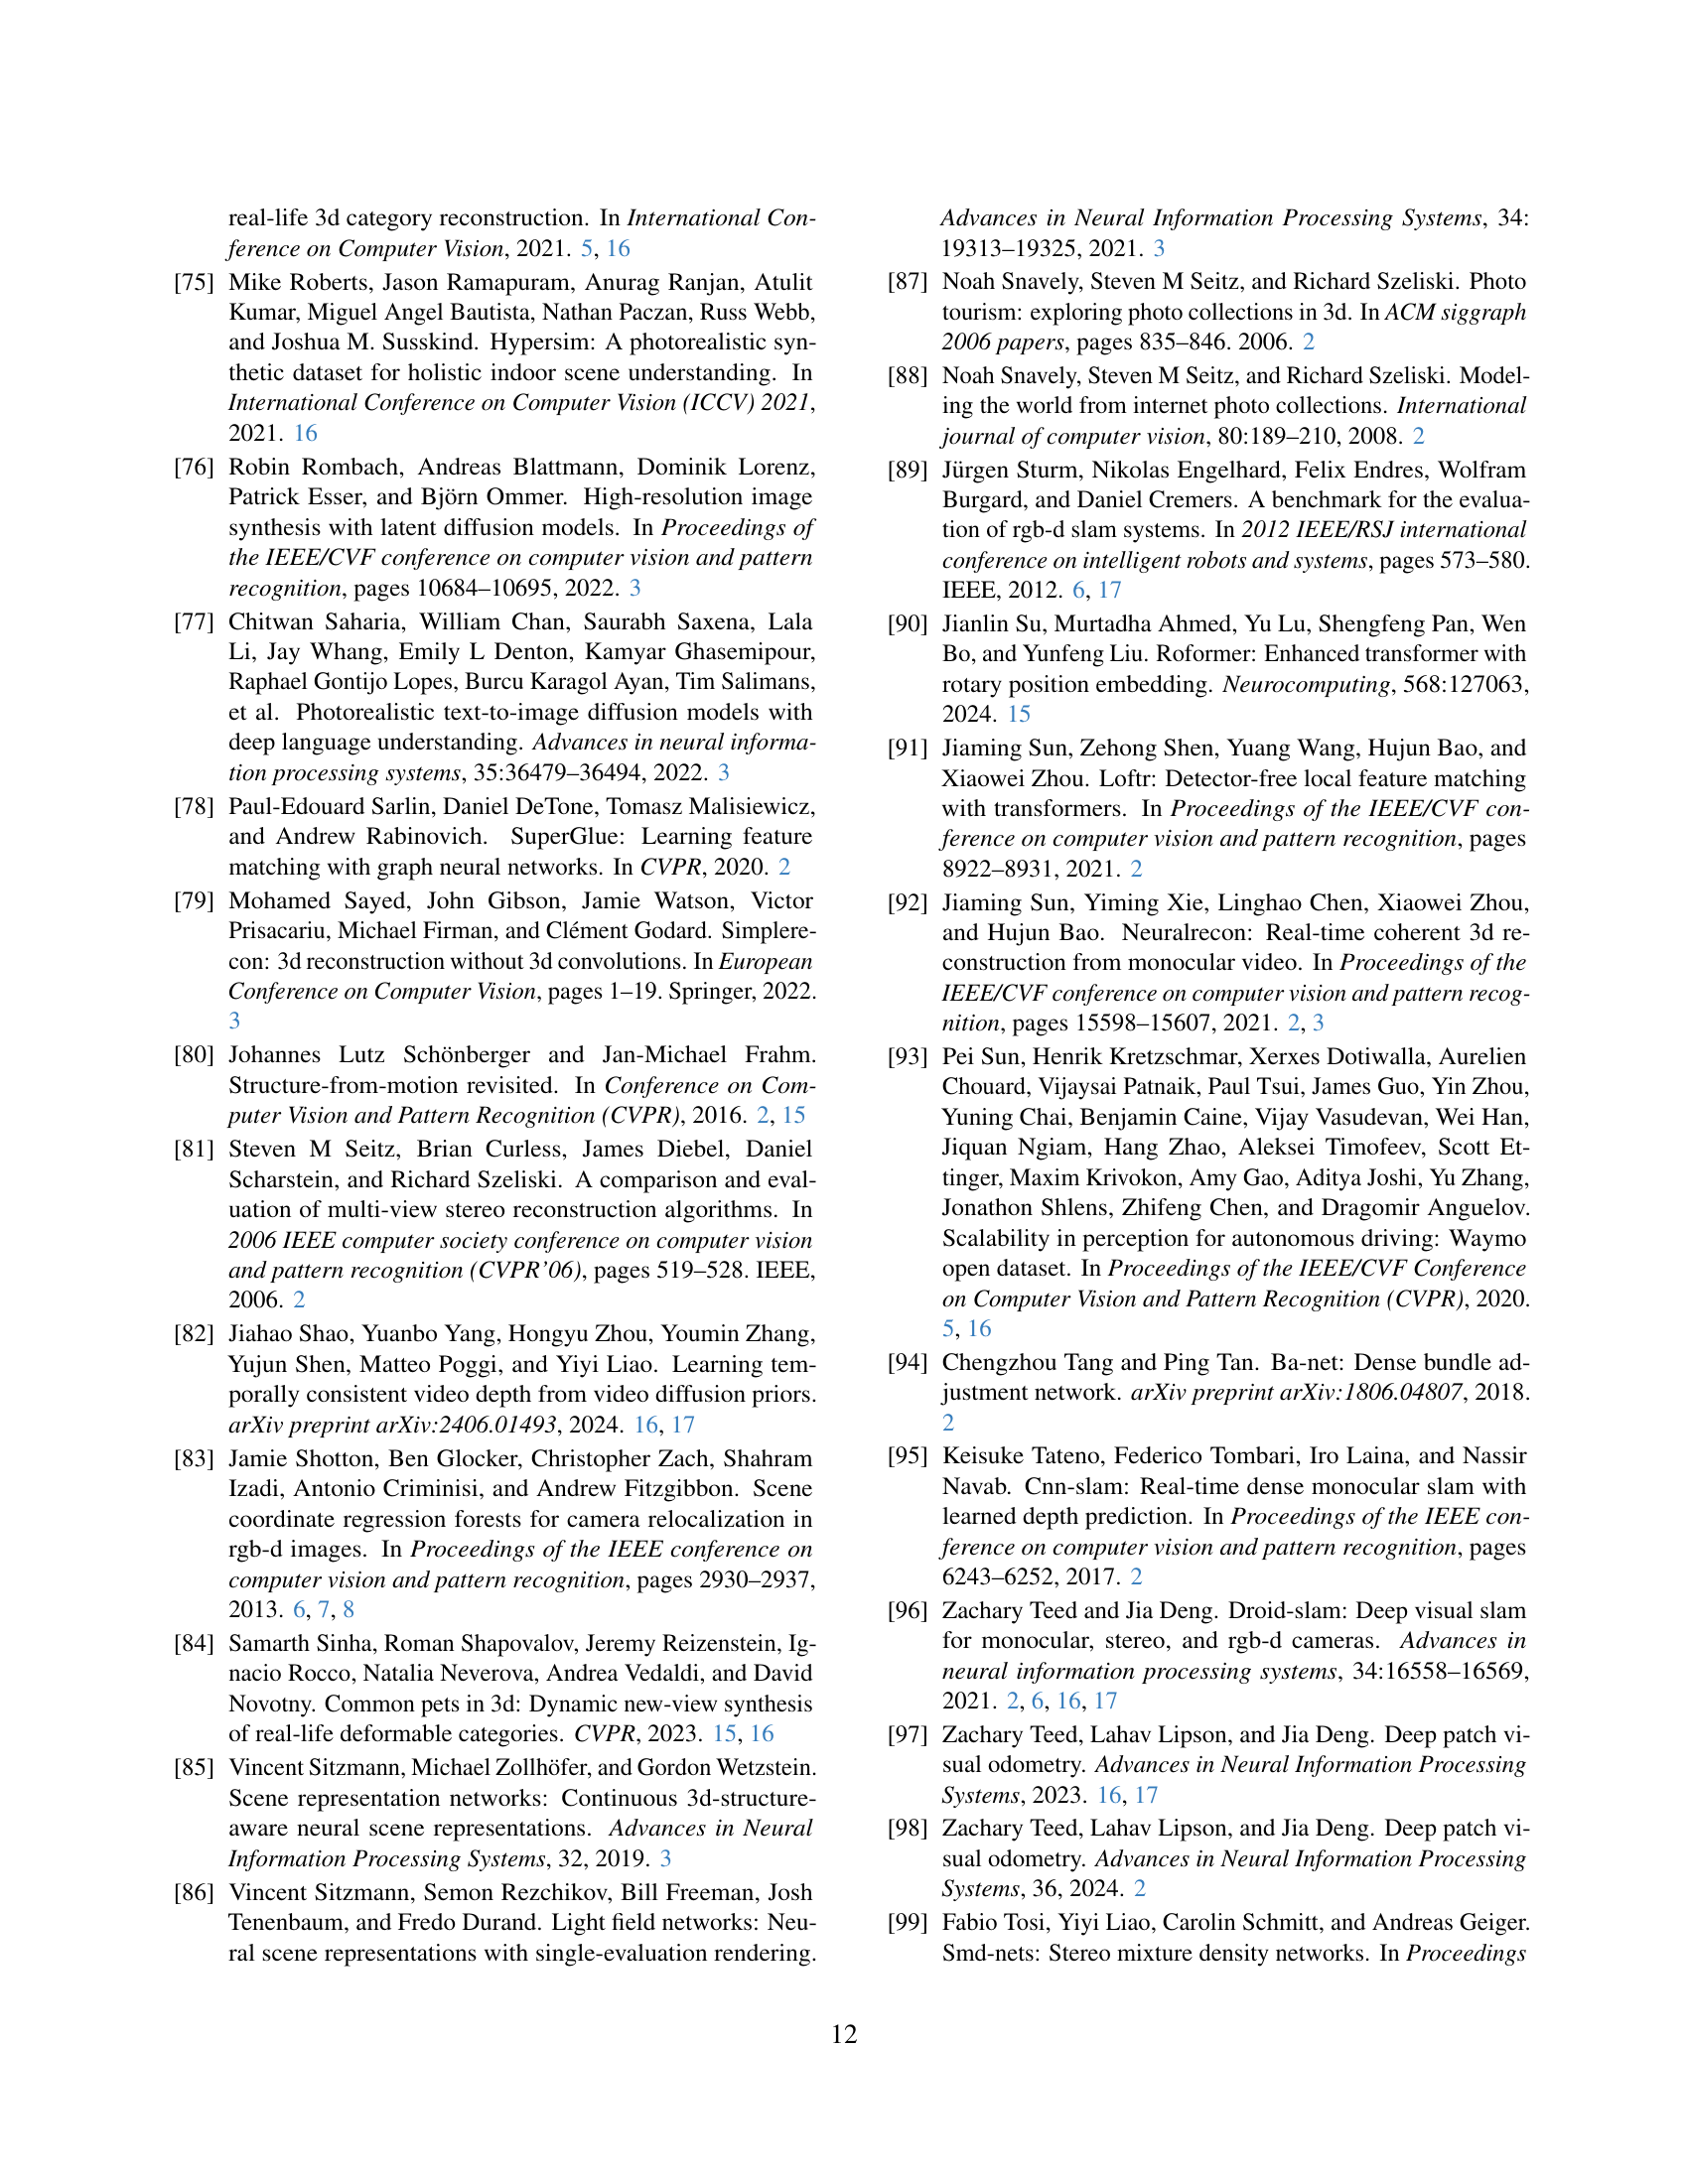 real-life 3d category reconstruction. In International Con-
ference on Computer Vision, 2021. 5, 16
[75] Mike Roberts, Jason Ramapuram, Anurag Ranjan, Atulit
Kumar, Miguel Angel Bautista, Nathan Paczan, Russ Webb,
and Joshua M. Susskind. Hypersim: A photorealistic syn-
thetic dataset for holistic indoor scene understanding. In
International Conference on Computer Vision (ICCV) 2021,
2021. 16
[76] Robin Rombach, Andreas Blattmann, Dominik Lorenz,
Patrick Esser, and Björn Ommer. High-resolution image
synthesis with latent diffusion models. In Proceedings of
the IEEE/CVF conference on computer vision and pattern
recognition, pages 10684–10695, 2022. 3
[77] Chitwan Saharia, William Chan, Saurabh Saxena, Lala
Li, Jay Whang, Emily L Denton, Kamyar Ghasemipour,
Raphael Gontijo Lopes, Burcu Karagol Ayan, Tim Salimans,
et al. Photorealistic text-to-image diffusion models with
deep language understanding. Advances in neural informa-
tion processing systems, 35:36479–36494, 2022. 3
[78] Paul-Edouard Sarlin, Daniel DeTone, Tomasz Malisiewicz,
and Andrew Rabinovich. SuperGlue: Learning feature
matching with graph neural networks. In CVPR, 2020. 2
[79] Mohamed Sayed, John Gibson, Jamie Watson, Victor
Prisacariu, Michael Firman, and Clément Godard. Simplere-
con: 3d reconstruction without 3d convolutions. In European
Conference on Computer Vision, pages 1–19. Springer, 2022.
3
[80] Johannes Lutz Schönberger and Jan-Michael Frahm.
Structure-from-motion revisited. In Conference on Com-
puter Vision and Pattern Recognition (CVPR), 2016. 2, 15
[81] Steven M Seitz, Brian Curless, James Diebel, Daniel
Scharstein, and Richard Szeliski. A comparison and eval-
uation of multi-view stereo reconstruction algorithms. In
2006 IEEE computer society conference on computer vision
and pattern recognition (CVPR'06), pages 519–528. IEEE,
2006. 2
[82] Jiahao Shao, Yuanbo Yang, Hongyu Zhou, Youmin Zhang,
Yujun Shen, Matteo Poggi, and Yiyi Liao. Learning tem-
porally consistent video depth from video diffusion priors.
arXiv preprint arXiv:2406.01493, 2024. 16, 17
[83] Jamie Shotton, Ben Glocker, Christopher Zach, Shahram
Izadi, Antonio Criminisi, and Andrew Fitzgibbon. Scene
coordinate regression forests for camera relocalization in
rgb-d images. In Proceedings of the IEEE conference on
computer vision and pattern recognition, pages 2930–2937,
2013. 6, 7, 8
[84] Samarth Sinha, Roman Shapovalov, Jeremy Reizenstein, Ig-
nacio Rocco, Natalia Neverova, Andrea Vedaldi, and David
Novotny. Common pets in 3d: Dynamic new-view synthesis
of real-life deformable categories. CVPR, 2023. 15, 16
[85] Vincent Sitzmann, Michael Zollhöfer, and Gordon Wetzstein.
Scene representation networks: Continuous 3d-structure-
aware neural scene representations. Advances in Neural
Information Processing Systems, 32, 2019. 3
[86] Vincent Sitzmann, Semon Rezchikov, Bill Freeman, Josh
Tenenbaum, and Fredo Durand. Light field networks: Neu-
ral scene representations with single-evaluation rendering.
Advances in Neural Information Processing Systems, 34:
19313–19325, 2021. 3
[87] Noah Snavely, Steven M Seitz, and Richard Szeliski. Photo
tourism: exploring photo collections in 3d. In ACM siggraph
2006 papers, pages 835–846. 2006. 2
[88] Noah Snavely, Steven M Seitz, and Richard Szeliski. Model-
ing the world from internet photo collections. International
journal of computer vision, 80:189–210, 2008. 2
[89] Jürgen Sturm, Nikolas Engelhard, Felix Endres, Wolfram
Burgard, and Daniel Cremers. A benchmark for the evalua-
tion of rgb-d slam systems. In 2012 IEEE/RSJ international
conference on intelligent robots and systems, pages 573–580.
IEEE, 2012. 6, 17
[90] Jianlin Su, Murtadha Ahmed, Yu Lu, Shengfeng Pan, Wen
Bo, and Yunfeng Liu. Roformer: Enhanced transformer with
rotary position embedding. Neurocomputing, 568:127063,
2024. 15
[91] Jiaming Sun, Zehong Shen, Yuang Wang, Hujun Bao, and
Xiaowei Zhou. Loftr: Detector-free local feature matching
with transformers. In Proceedings of the IEEE/CVF con-
ference on computer vision and pattern recognition, pages
8922–8931, 2021. 2
[92] Jiaming Sun, Yiming Xie, Linghao Chen, Xiaowei Zhou,
and Hujun Bao. Neuralrecon: Real-time coherent 3d re-
construction from monocular video. In Proceedings of the
IEEE/CVF conference on computer vision and pattern recog-
nition, pages 15598–15607, 2021. 2, 3
[93] Pei Sun, Henrik Kretzschmar, Xerxes Dotiwalla, Aurelien
Chouard, Vijaysai Patnaik, Paul Tsui, James Guo, Yin Zhou,
Yuning Chai, Benjamin Caine, Vijay Vasudevan, Wei Han,
Jiquan Ngiam, Hang Zhao, Aleksei Timofeev, Scott Et-
tinger, Maxim Krivokon, Amy Gao, Aditya Joshi, Yu Zhang,
Jonathon Shlens, Zhifeng Chen, and Dragomir Anguelov.
Scalability in perception for autonomous driving: Waymo
open dataset. In Proceedings of the IEEE/CVF Conference
on Computer Vision and Pattern Recognition (CVPR), 2020.
5, 16
[94] Chengzhou Tang and Ping Tan. Ba-net: Dense bundle ad-
justment network. arXiv preprint arXiv:1806.04807, 2018.
2
[95] Keisuke Tateno, Federico Tombari, Iro Laina, and Nassir
Navab. Cnn-slam: Real-time dense monocular slam with
learned depth prediction. In Proceedings of the IEEE con-
ference on computer vision and pattern recognition, pages
6243–6252, 2017. 2
[96] Zachary Teed and Jia Deng. Droid-slam: Deep visual slam
for monocular, stereo, and rgb-d cameras. Advances in
neural information processing systems, 34:16558–16569,
2021. 2, 6, 16, 17
[97] Zachary Teed, Lahav Lipson, and Jia Deng. Deep patch vi-
sual odometry. Advances in Neural Information Processing
Systems, 2023. 16, 17
[98] Zachary Teed, Lahav Lipson, and Jia Deng. Deep patch vi-
sual odometry. Advances in Neural Information Processing
Systems, 36, 2024. 2
[99] Fabio Tosi, Yiyi Liao, Carolin Schmitt, and Andreas Geiger.
Smd-nets: Stereo mixture density networks. In Proceedings
12